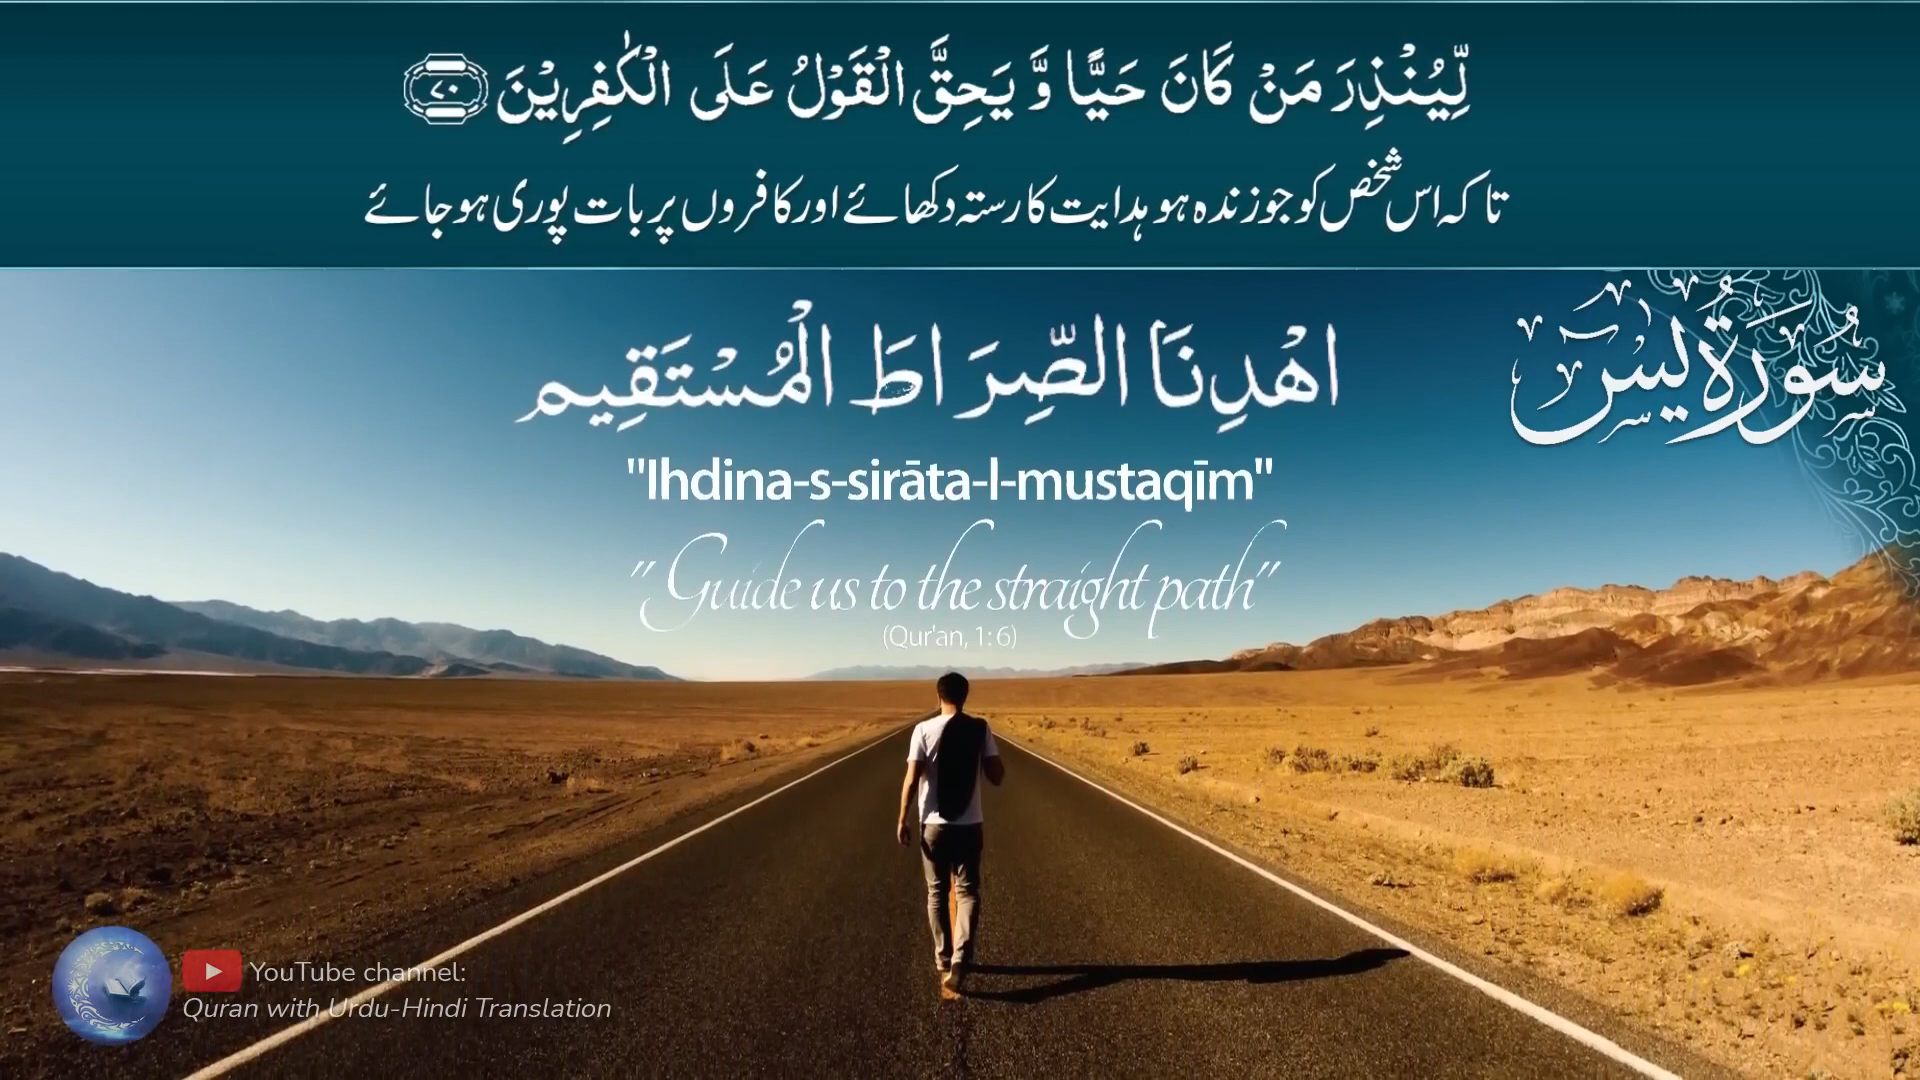 لِّیُنْذِرَ مَنْ كَانَ حَیًّا وَّ یَحِقَّ الْقَوْلُ عَلَى الْكٰفِرِیْنَ ۷۰
تاکہ اس شخص کو جو زندہ ہو ہدایت کا رستہ دکھائے اور کافروں پر بات پوری ہو جائے
سُوْرَةُ یٰسٓ
اهْدِنَا الصِّرَاطَ الْمُسْتَقِيم
"Ihdina-s-sirāta-l-mustaqīm"
"Guide us to the straight path"
(Qur'an, 1:6)
YouTube channel:
Quran with Urdu-Hindi Translation